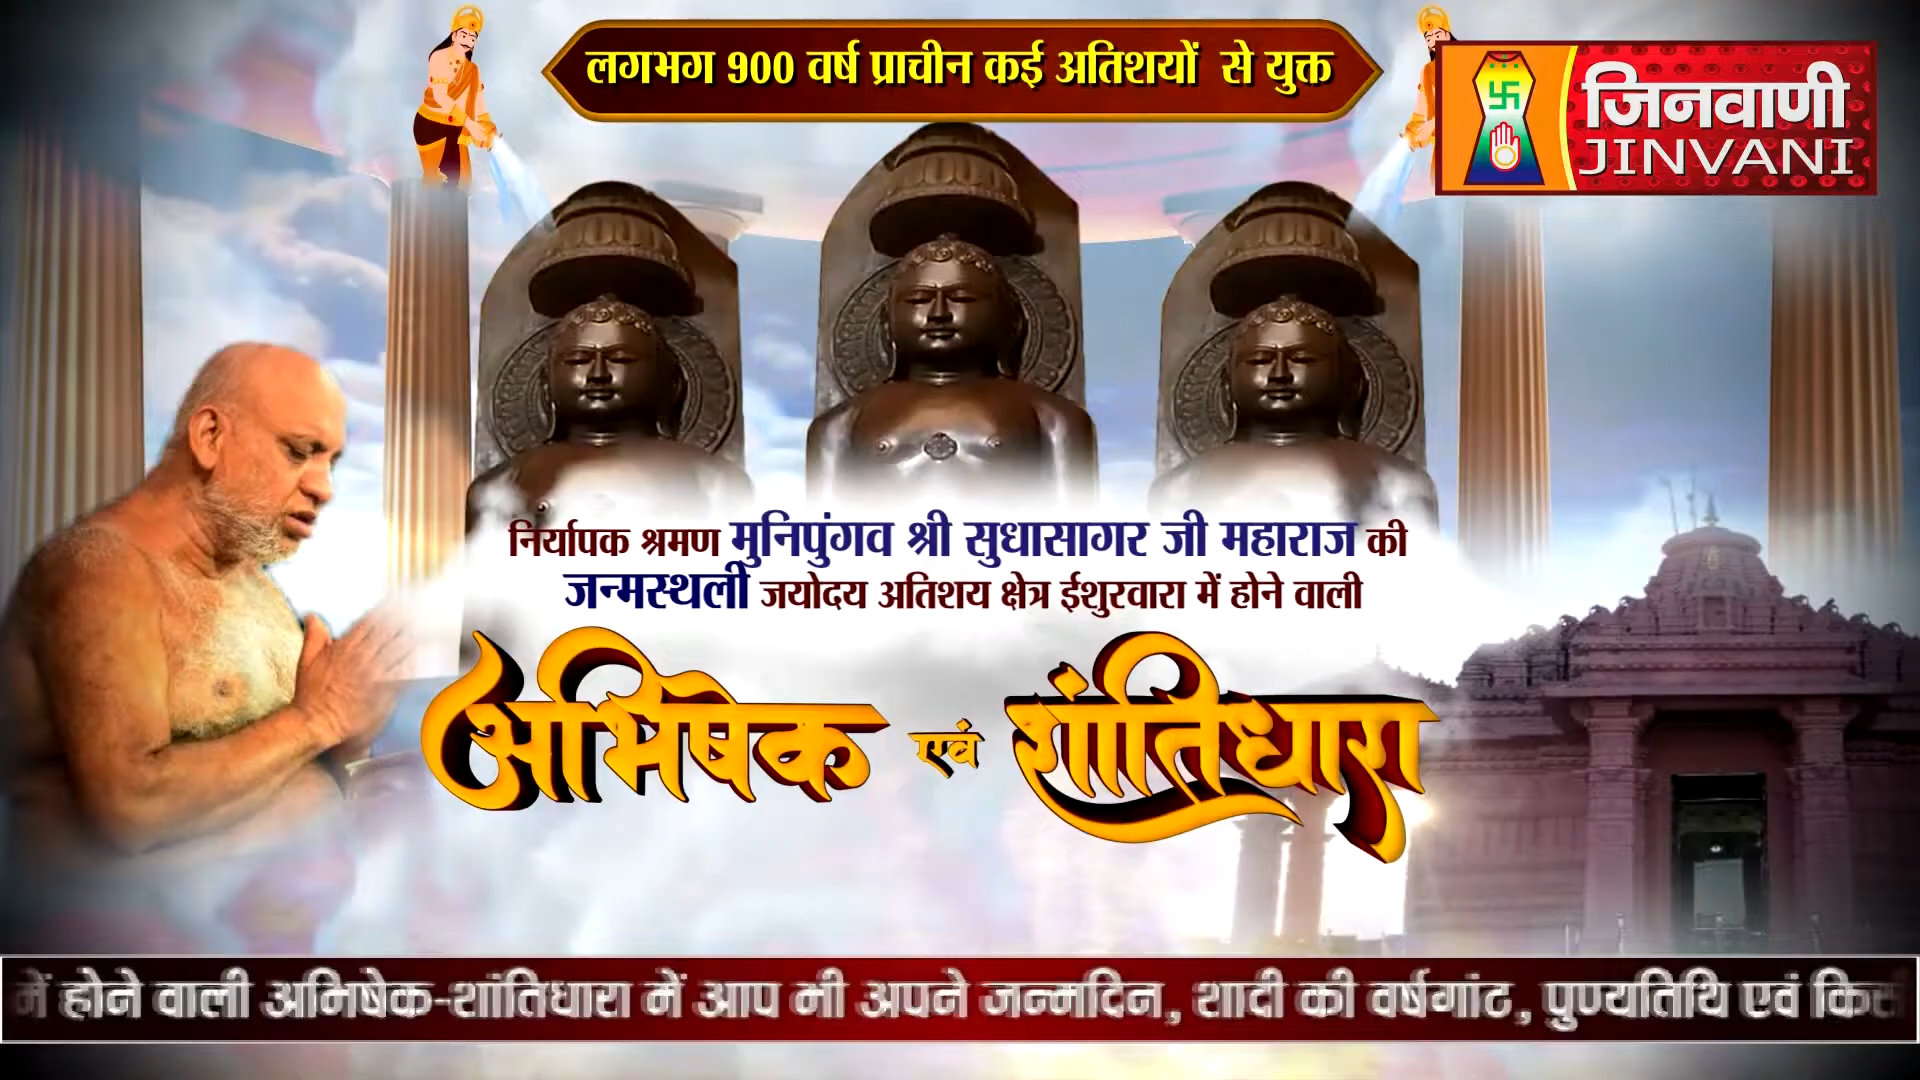 लगभग 900 वर्ष प्राचीन कई अतिशयों से युक्त
जिनवाणी
JINVANI
निर्यापक श्रमण मुनिपुंगव श्री सुधासागर जी महाराज की
जन्मस्थली जयोदय अतिशय क्षेत्र ईशुरवारा में होने वाली
अभिषेक एवं शांतिधारा
में होने वाली अभिषेक-शांतिधारा में आप भी अपने जन्मदिन, शादी की वर्षगांठ, पुण्यतिथि एवं